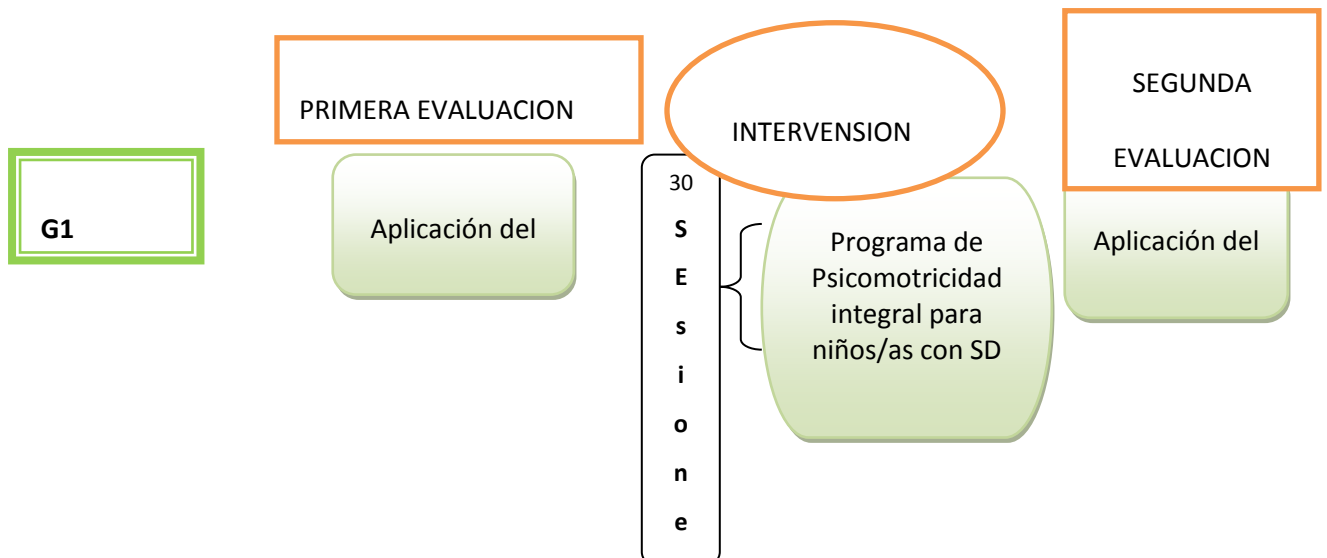 G1
PRIMERA EVALUACION
Aplicación del
30
S
E
s
i
o
n
e
INTERVENSION
Programa de
Psicomotricidad
integral para
niños/as con SD
SEGUNDA
EVALUACION
Aplicación del